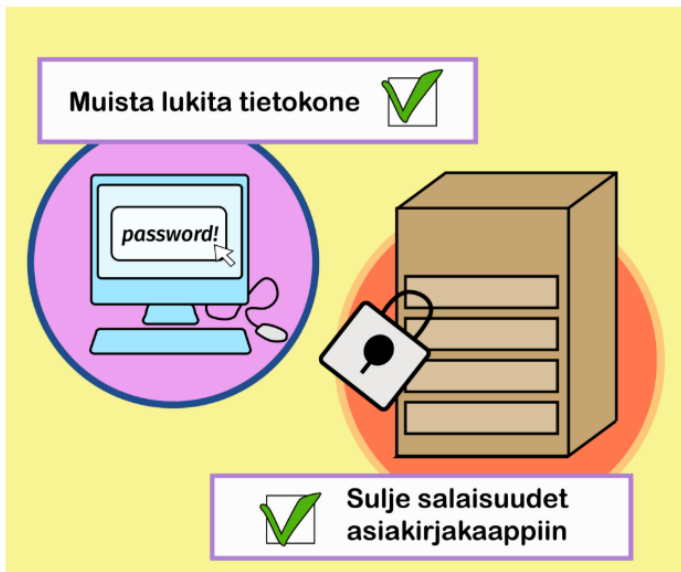 Muista lukita tietokone
password!
Sulje salaisuudet
asiakirjakaappiin